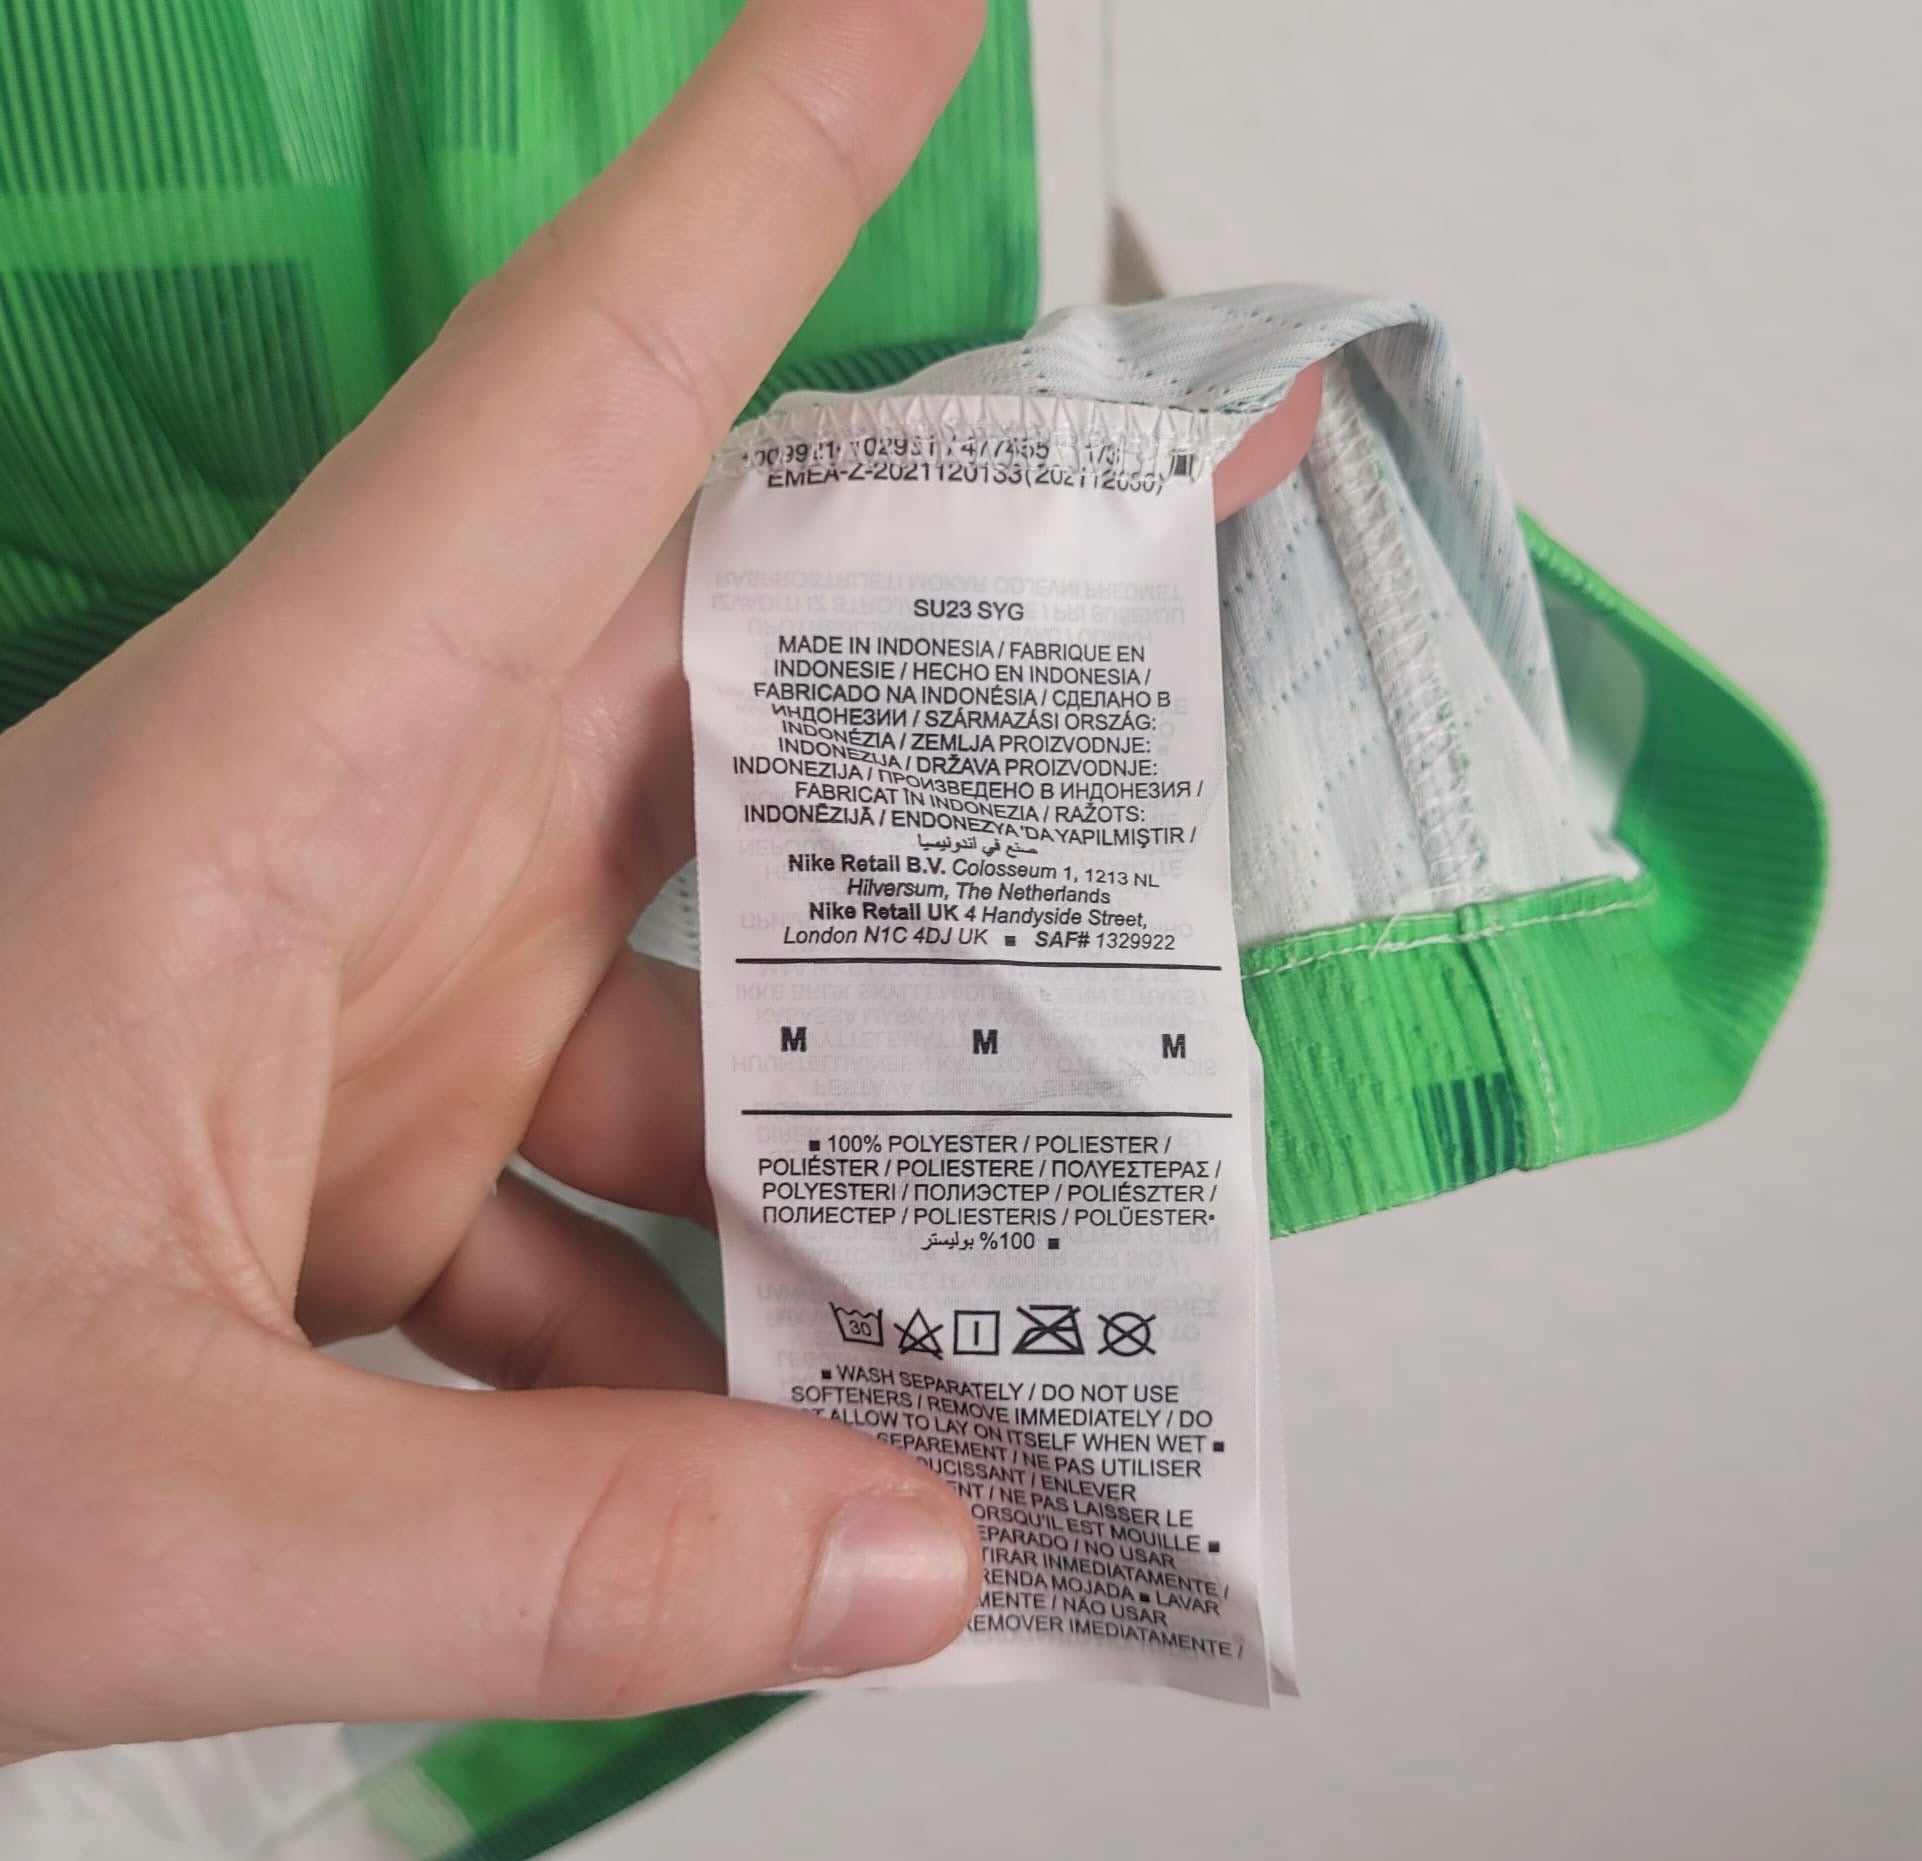 EMEA-Z-2021120133(202112050)
SU23 SYG
MADE IN INDONESIA / FABRIQUE EN
INDONESIE / HECHO EN INDONESIA /
FABRICADO NA INDONÉSIA / СДЕЛАНО В
ИНДОНЕЗИИ / SZÁRMAZÁSI ORSZÁG:
INDONÉZIA / ZEMLJA PROIZVODNJE:
INDONEZIJA / DRŽAVA PROIZVODNJE:
INDONEZIJA / ПРОИЗВЕДЕНО В ИНДОНЕЗИЯ /
FABRICAT ÎN INDONEZIA / RAŽOTS:
INDONĒZIJĀ / ENDONEZYA'DA YAPILMIŞTIR /
صنع في اندونيسيا
Nike Retail B.V. Colosseum 1, 1213 NL
Hilversum, The Netherlands
Nike Retail UK 4 Handyside Street,
London N1C 4DJ UK ■ SAF# 1329922
M M M
■ 100% POLYESTER / POLIESTER /
POLIÉSTER / POLIESTERE / ΠΟΛΥΕΣΤΕΡΑΣ /
POLYESTERI / ПОЛИЭСТЕР / POLIÉSZTER /
ПОЛИЕСТЕР / POLIESTERIS / POLÜESTER•
100% بوليستر ■
30
■ WASH SEPARATELY / DO NOT USE
SOFTENERS / REMOVE IMMEDIATELY / DO
ALLOW TO LAY ON ITSELF WHEN WET ■
SEPAREMENT / NE PAS UTILISER
/ ENLEVER
/ NE PAS LAISSER LE
LORSQU'IL EST MOUILLE ■
/ NO USAR
INMEDIATAMENTE /
MOJADA ■ LAVAR
/ NÃO USAR
REMOVER IMEDIATAMENTE /